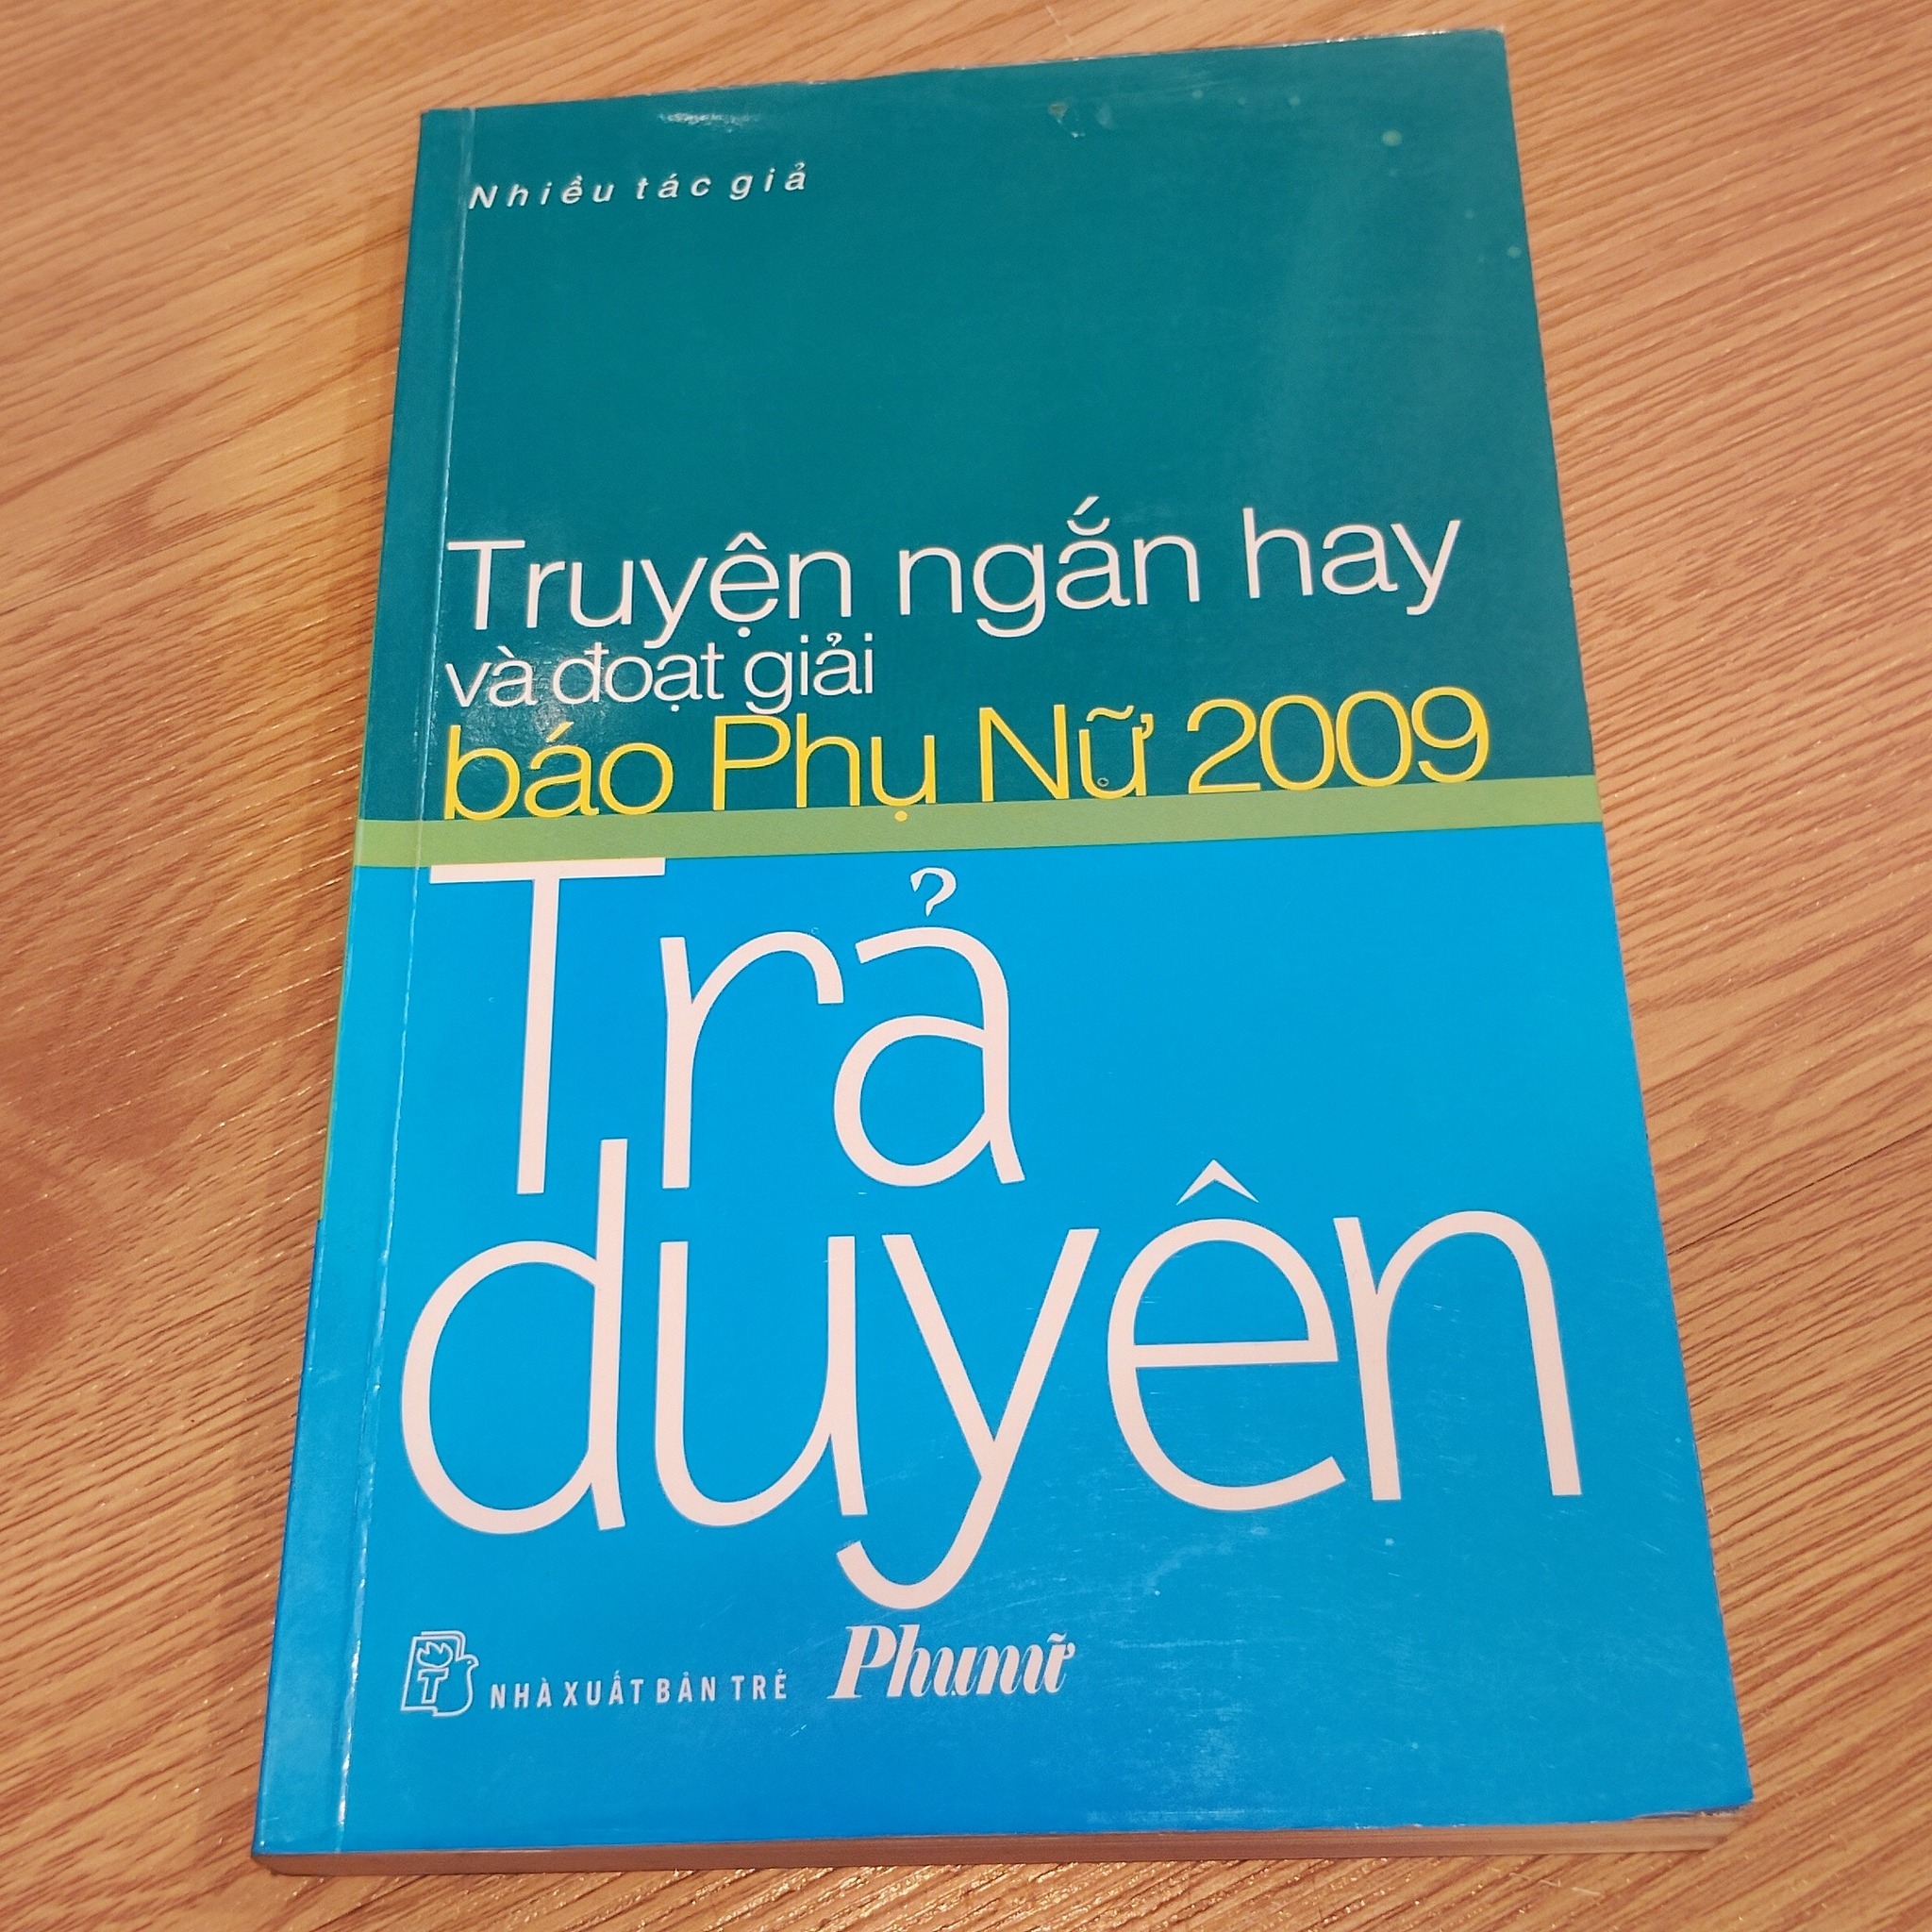 Nhiều tác giả
Truyện ngắn hay
và đoạt giải
báo Phụ Nữ 2009
Trả
duyên
T
NHÀ XUẤT BẢN TRẺ
Phunữ